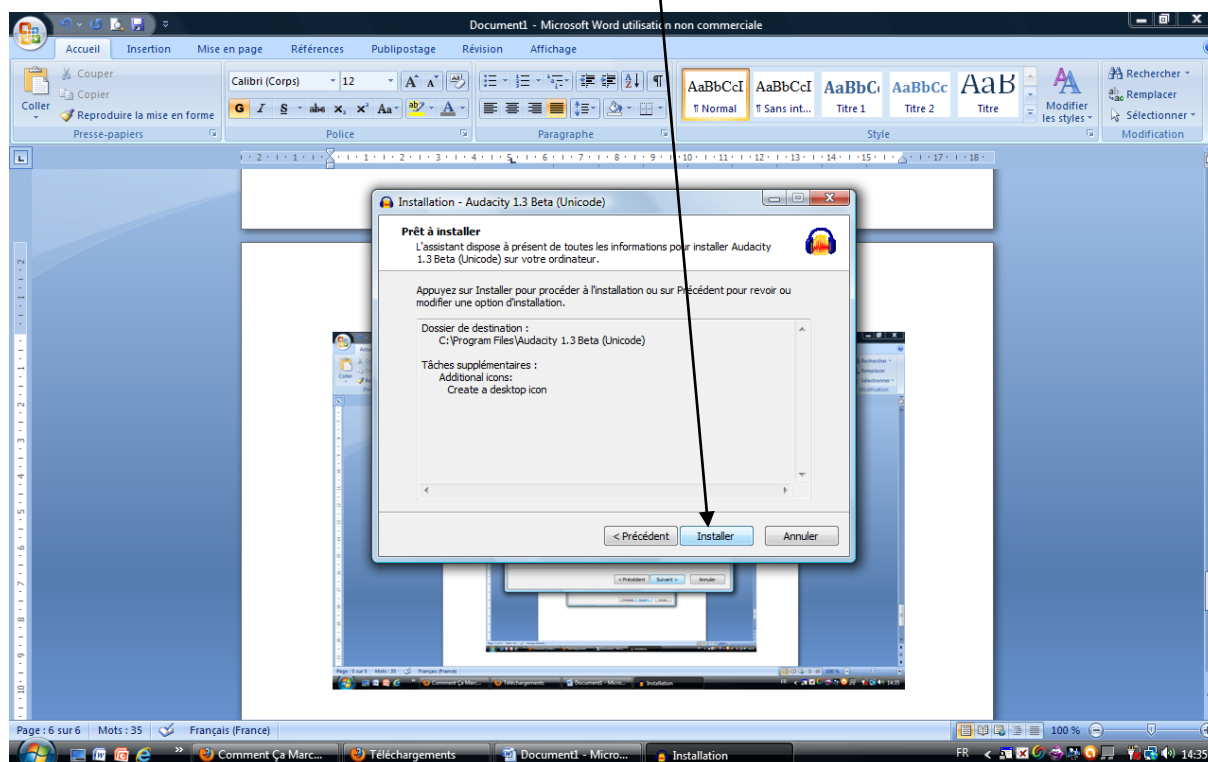 Document1 - Microsoft Word utilisation non commerciale
Accueil Insertion Mise en page Références Publipostage Révision Affichage
Coller
Couper
Copier
Reproduire la mise en forme
Presse-papiers
Calibri (Corps) 12
G I S abe x, x² Aa A
Police
Paragraphe
AaBbCcI AaBbCcI AaBbC AaBbCc AaB
¶ Normal ¶ Sans int... Titre 1 Titre 2 Titre
Modifier les styles
Style
Rechercher
Remplacer
Sélectionner
Modification
Installation - Audacity 1.3 Beta (Unicode)
Prêt à installer
L'assistant dispose à présent de toutes les informations pour installer Audacity
1.3 Beta (Unicode) sur votre ordinateur.
Appuyez sur Installer pour procéder à l'installation ou sur Précédent pour revoir ou
modifier une option d'installation.
Dossier de destination :
C:\Program Files\Audacity 1.3 Beta (Unicode)
Tâches supplémentaires :
Additional icons:
Create a desktop icon
< Précédent Installer Annuler
< Précédent Suivant > Annuler
Page : 6 sur 6 Mots : 35 Français (France) 100 %
Comment Ça Marc... Téléchargements Document1 - Micro... Installation FR 14:35